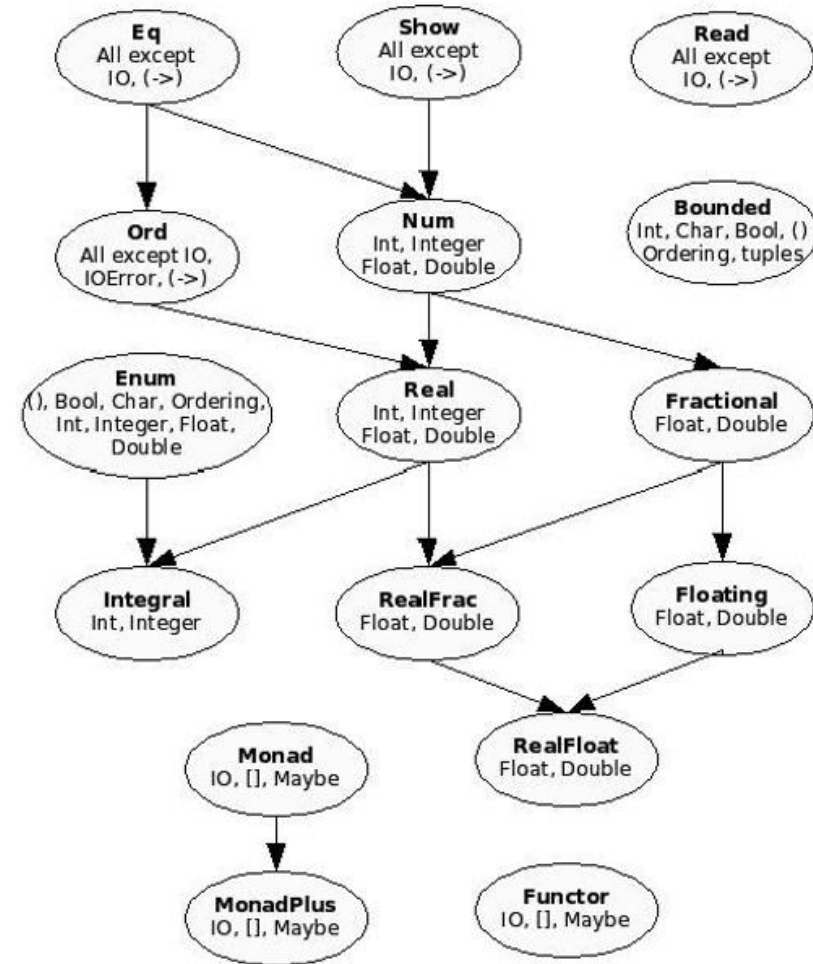 Eq
All except
IO, (->)
Show
All except
IO, (->)
Read
All except
IO, (->)
Ord
All except IO,
IOError, (->)
Num
Int, Integer
Float, Double
Bounded
Int, Char, Bool, ()
Ordering, tuples
Enum
(), Bool, Char, Ordering,
Int, Integer, Float,
Double
Real
Int, Integer
Float, Double
Fractional
Float, Double
Integral
Int, Integer
RealFrac
Float, Double
Floating
Float, Double
Monad
IO, [], Maybe
RealFloat
Float, Double
MonadPlus
IO, [], Maybe
Functor
IO, [], Maybe